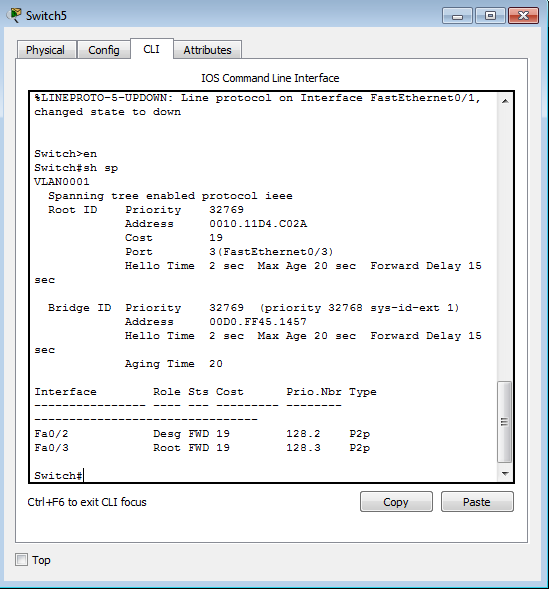 Switch5
Physical Config CLI Attributes
IOS Command Line Interface
%LINEPROTO-5-UPDOWN: Line protocol on Interface FastEthernet0/1,
changed state to down
Switch>en
Switch#sh sp
VLAN0001
  Spanning tree enabled protocol ieee
  Root ID    Priority    32769
             Address     0010.11D4.C02A
             Cost        19
             Port        3(FastEthernet0/3)
             Hello Time  2 sec  Max Age 20 sec  Forward Delay 15
sec
  Bridge ID  Priority    32769  (priority 32768 sys-id-ext 1)
             Address     00D0.FF45.1457
             Hello Time  2 sec  Max Age 20 sec  Forward Delay 15
sec
             Aging Time  20
Interface        Role Sts Cost      Prio.Nbr Type
---------------- ---- --- --------- --------
--------------------------------
Fa0/2            Desg FWD 19        128.2    P2p
Fa0/3            Root FWD 19        128.3    P2p
Switch#
Ctrl+F6 to exit CLI focus
Copy Paste
Top